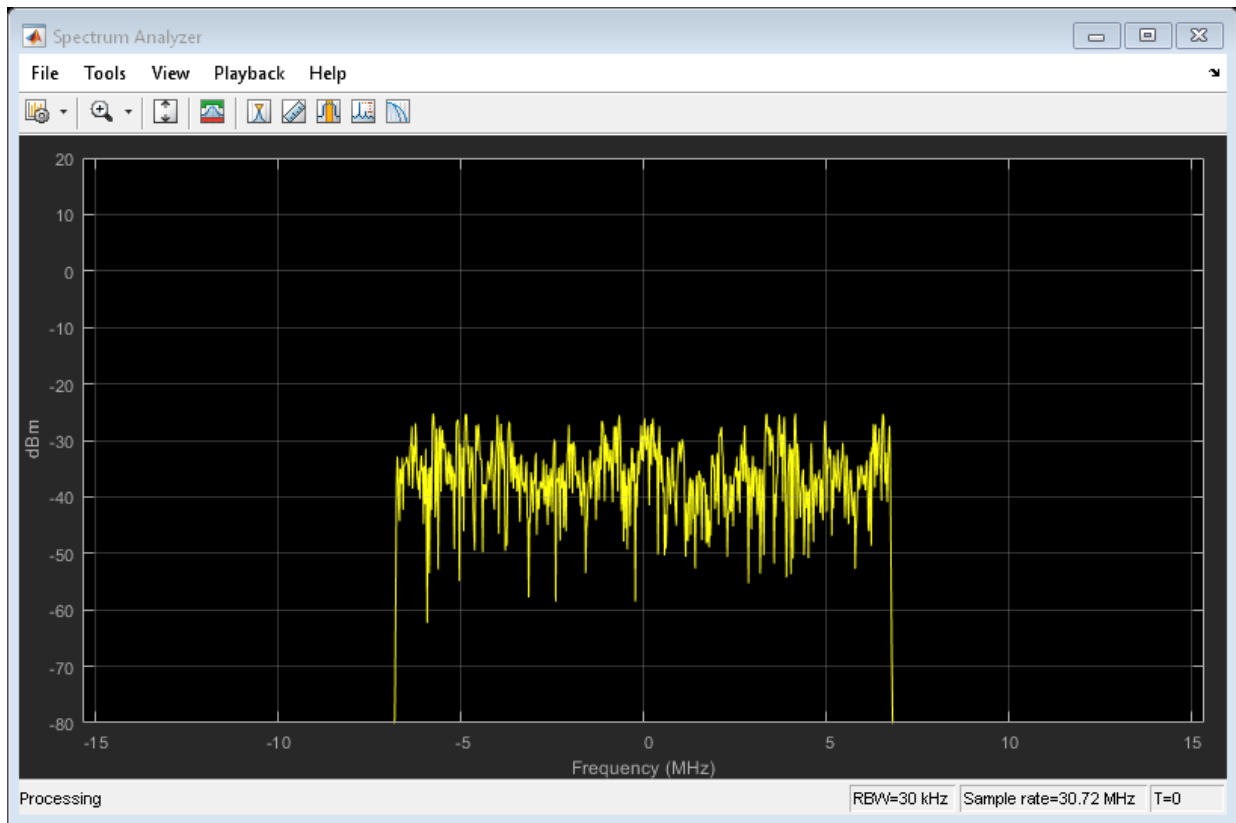 Spectrum Analyzer
File Tools View Playback Help
20
10
0
-10
-20
-30
-40
-50
-60
-70
-80
dBm
-15 -10 -5 0 5 10 15
Frequency (MHz)
Processing RBW=30 kHz Sample rate=30.72 MHz T=0